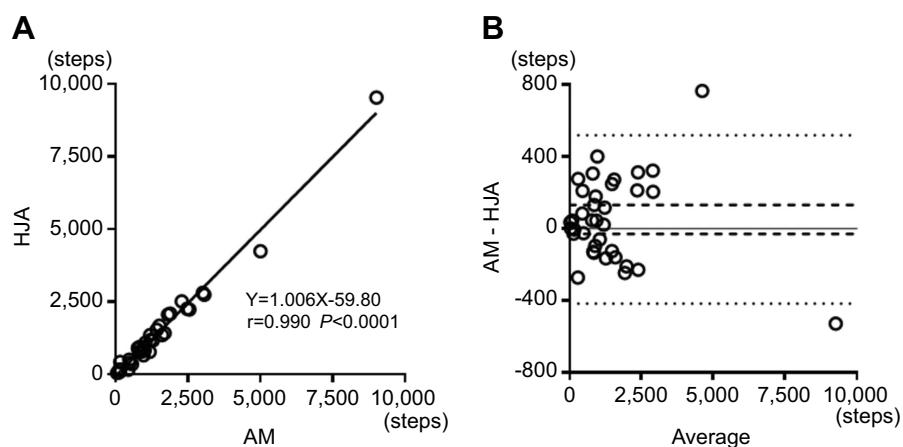 A
(steps)
10,000
7,500
5,000
2,500
0
HJA
Y=1.006X-59.80
r=0.990 P<0.0001
0 2,500 5,000 7,500 10,000
(steps)
AM
B
(steps)
800
400
0
-400
-800
AM - HJA
0 2,500 5,000 7,500 10,000
(steps)
Average